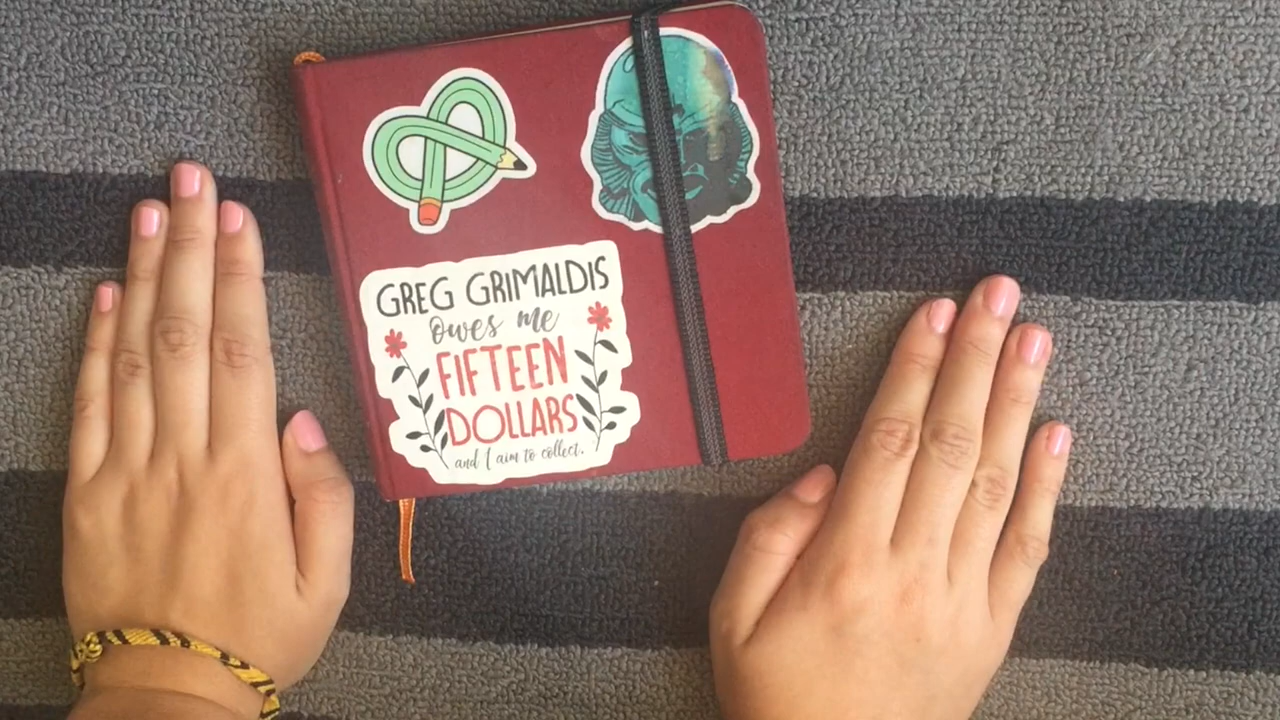 GREG GRIMALDIS
owes me
FIFTEEN
DOLLARS
and I aim to collect.